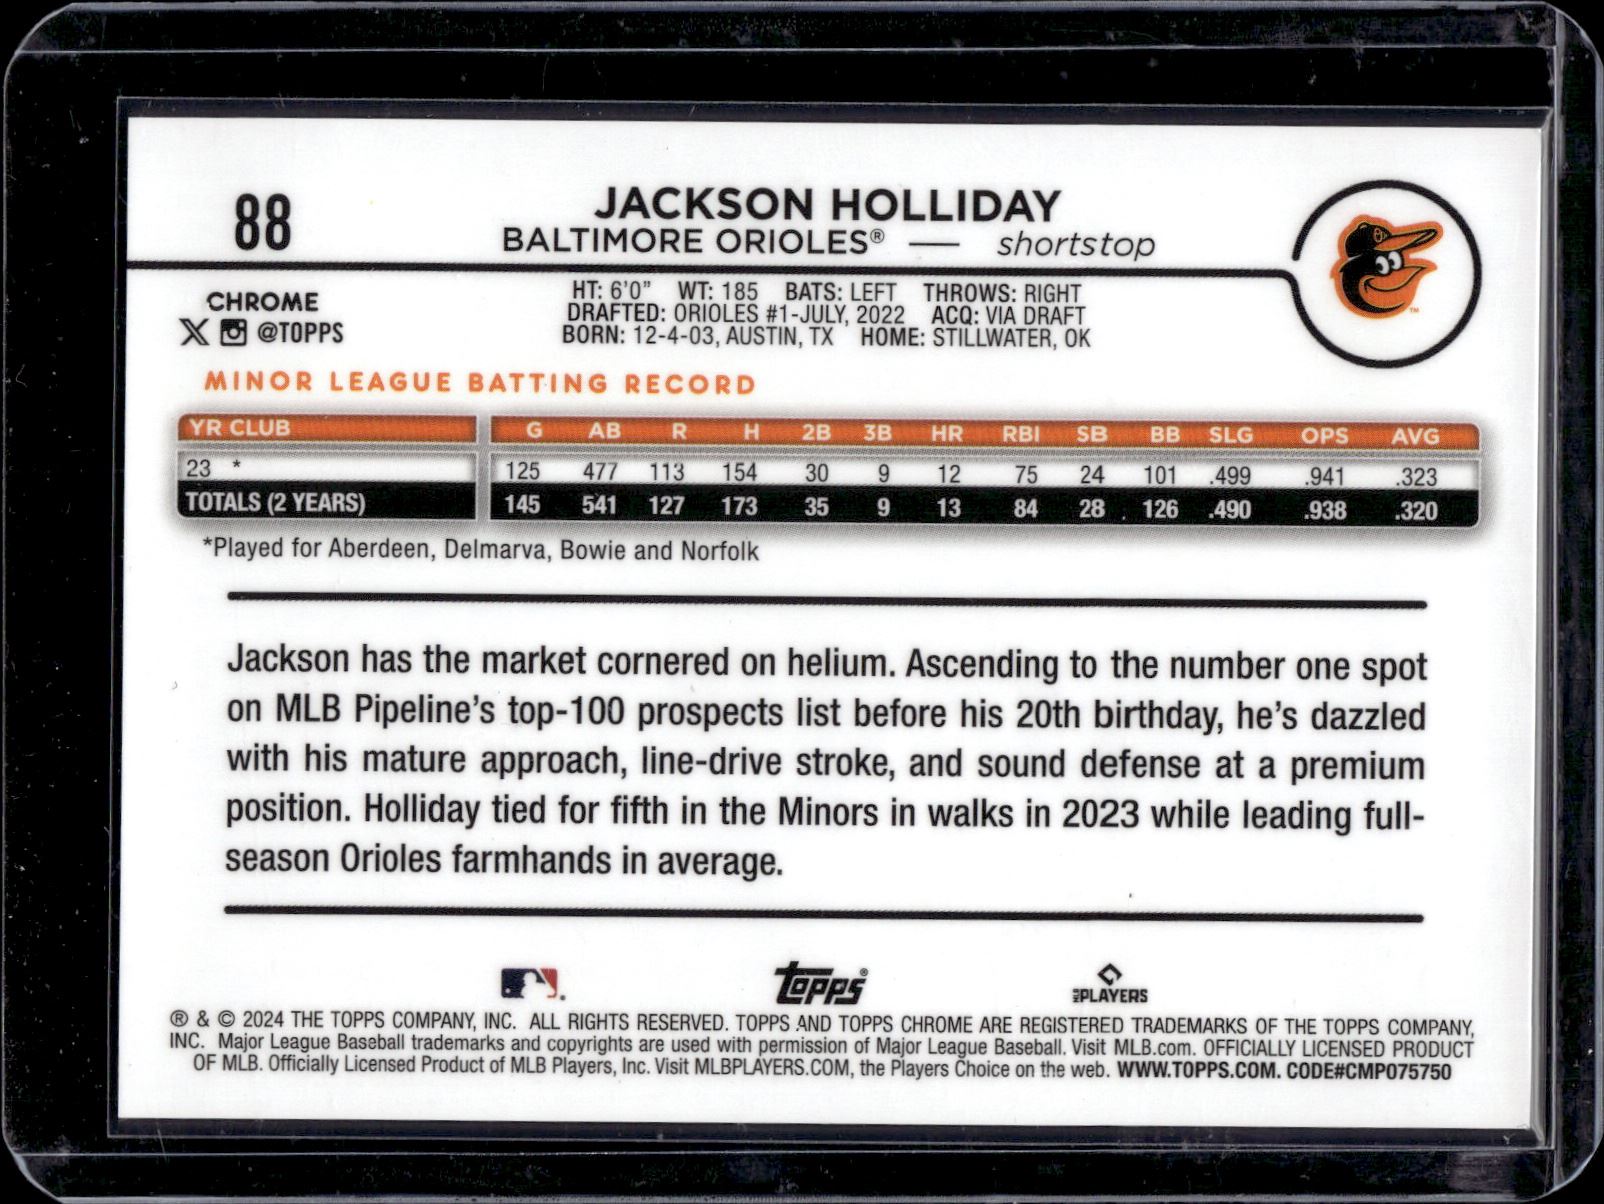 88
JACKSON HOLLIDAY
BALTIMORE ORIOLES® — shortstop
CHROME
@TOPPS
HT: 6'0" WT: 185 BATS: LEFT THROWS: RIGHT
DRAFTED: ORIOLES #1-JULY, 2022 ACQ: VIA DRAFT
BORN: 12-4-03, AUSTIN, TX HOME: STILLWATER, OK
MINOR LEAGUE BATTING RECORD
YR CLUB G AB R H 2B 3B HR RBI SB BB SLG OPS AVG
23 * 125 477 113 154 30 9 12 75 24 101 .499 .941 .323
TOTALS (2 YEARS) 145 541 127 173 35 9 13 84 28 126 .490 .938 .320
*Played for Aberdeen, Delmarva, Bowie and Norfolk
Jackson has the market cornered on helium. Ascending to the number one spot
on MLB Pipeline's top-100 prospects list before his 20th birthday, he's dazzled
with his mature approach, line-drive stroke, and sound defense at a premium
position. Holliday tied for fifth in the Minors in walks in 2023 while leading full-
season Orioles farmhands in average.
Topps® MLB PLAYERS
® & © 2024 THE TOPPS COMPANY, INC. ALL RIGHTS RESERVED. TOPPS AND TOPPS CHROME ARE REGISTERED TRADEMARKS OF THE TOPPS COMPANY,
INC. Major League Baseball trademarks and copyrights are used with permission of Major League Baseball. Visit MLB.com. OFFICIALLY LICENSED PRODUCT
OF MLB. Officially Licensed Product of MLB Players, Inc. Visit MLBPLAYERS.COM, the Players Choice on the web. WWW.TOPPS.COM. CODE#CMP075750